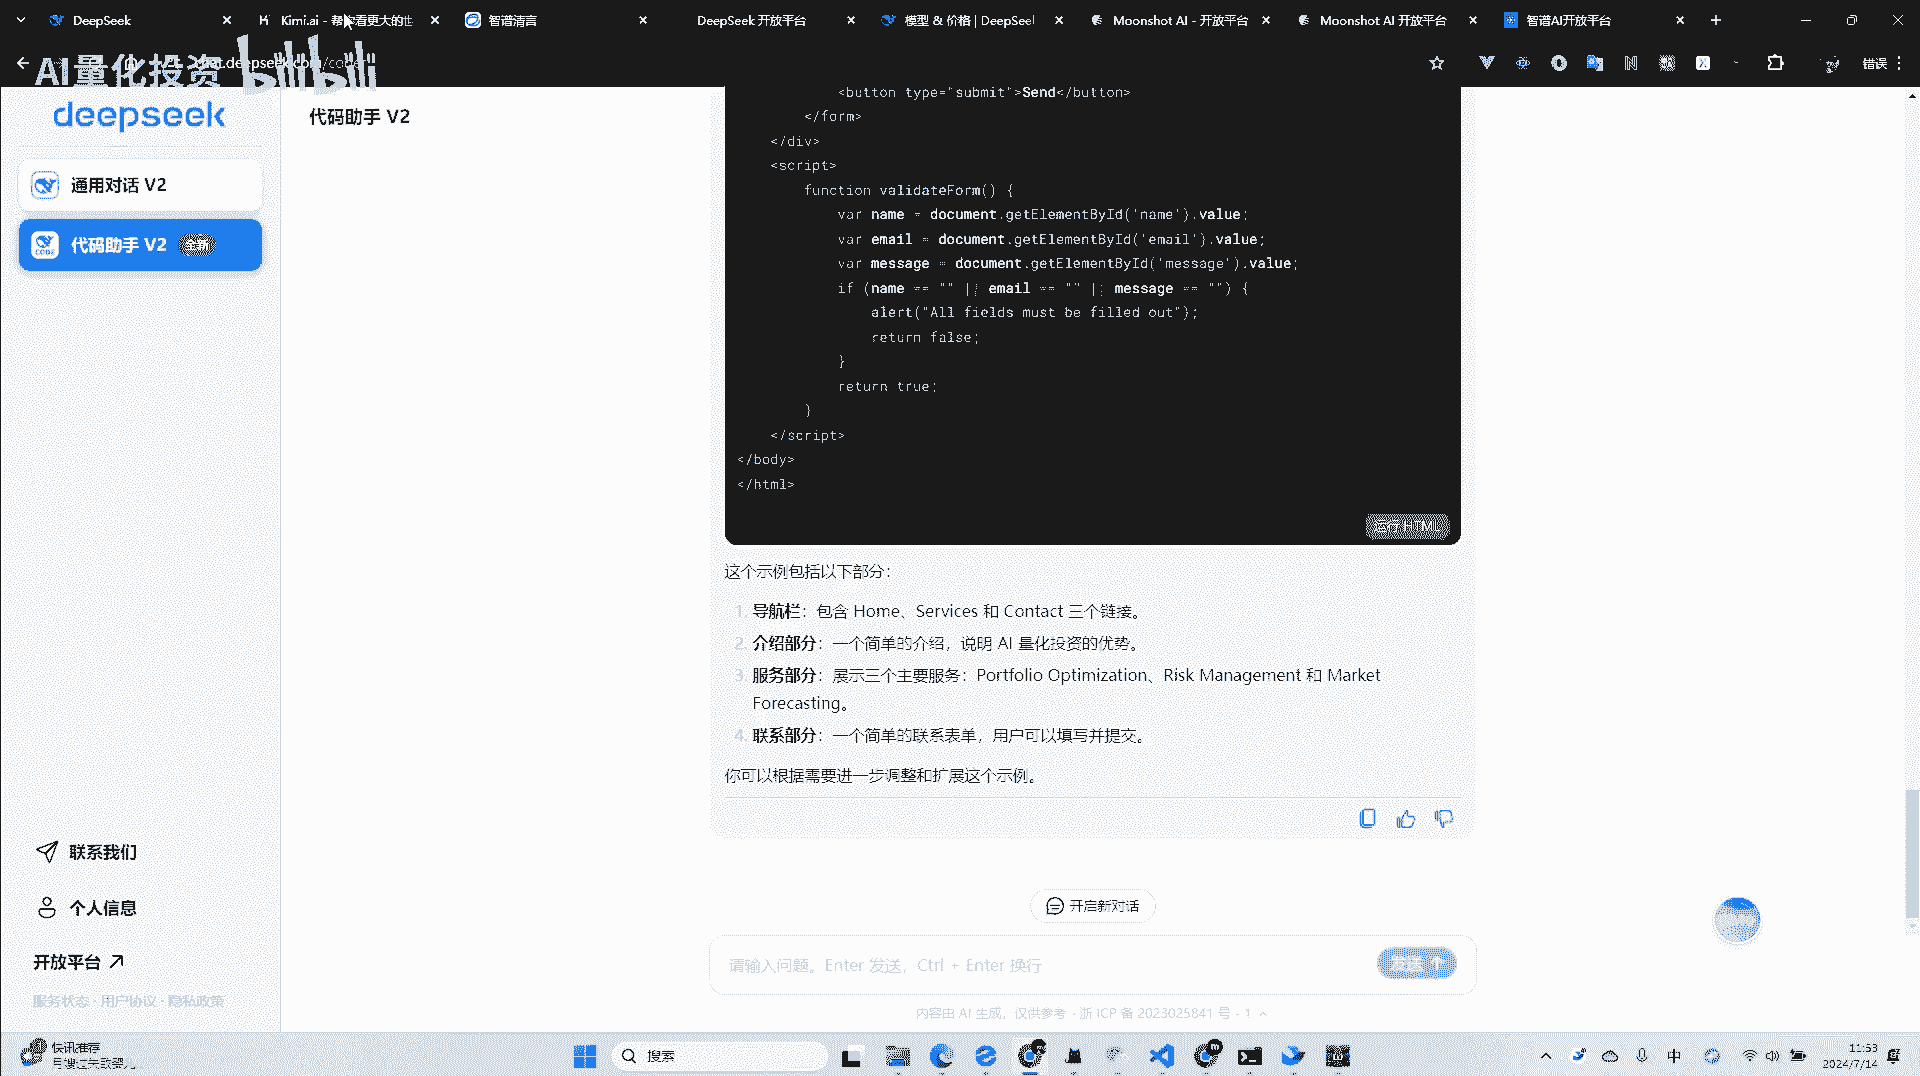 DeepSeek
Kimi.ai - 帮你看更大的世
智谱清言
DeepSeek 开放平台
模型 & 价格 | DeepSeel
Moonshot AI - 开放平台
Moonshot AI 开放平台
智谱AI开放平台
AI量化投资 bilibili
chat.deepseek.com/coder
错误
deepseek
通用对话 V2
代码助手 V2 全新
联系我们
个人信息
开放平台
服务状态 · 用户协议 · 隐私政策
代码助手 V2
<button type="submit">Send</button>
</form>
</div>
<script>
function validateForm() {
var name = document.getElementById('name').value;
var email = document.getElementById('email').value;
var message = document.getElementById('message').value;
if (name == "" || email == "" || message == "") {
alert("All fields must be filled out");
return false;
}
return true;
}
</script>
</body>
</html>
运行 HTML
这个示例包括以下部分：
1. 导航栏：包含 Home、Services 和 Contact 三个链接。
2. 介绍部分：一个简单的介绍，说明 AI 量化投资的优势。
3. 服务部分：展示三个主要服务：Portfolio Optimization、Risk Management 和 Market
Forecasting。
4. 联系部分：一个简单的联系表单，用户可以填写并提交。
你可以根据需要进一步调整和扩展这个示例。
开启新对话
请输入问题。Enter 发送，Ctrl + Enter 换行
发送
内容由 AI 生成，仅供参考 · 浙 ICP 备 2023025841 号 - 1
快讯推荐
搜索
中
11:53
2024/7/14